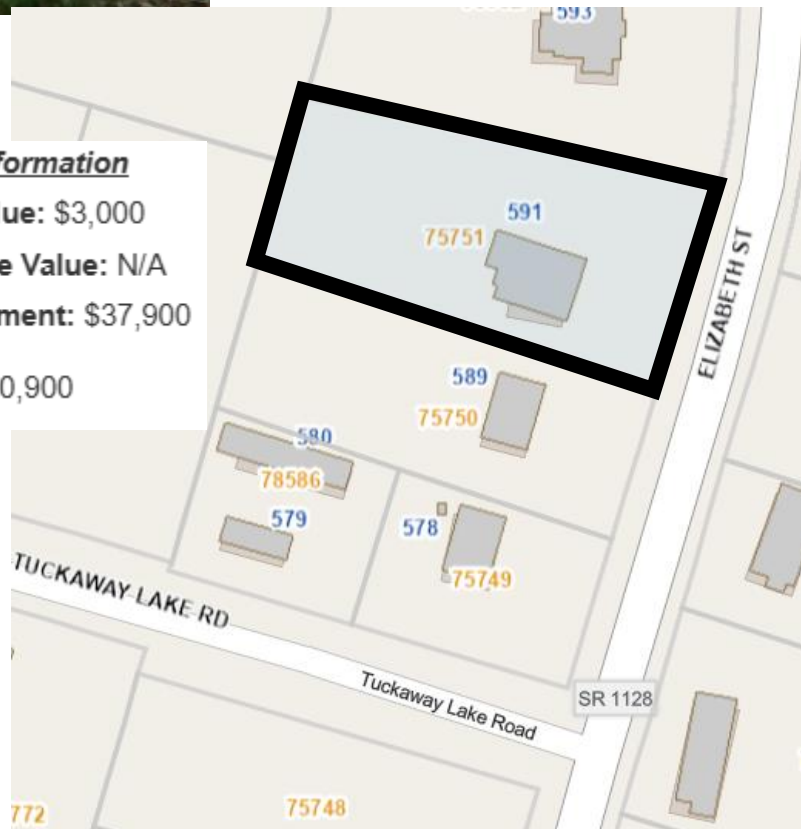 593
formation
lue: $3,000
e Value: N/A
ment: $37,900
0,900
591
75751
ELIZABETH ST
589
75750
580
78586
579
578
75749
TUCKAWAY LAKE RD
Tuckaway Lake Road
SR 1128
772
75748